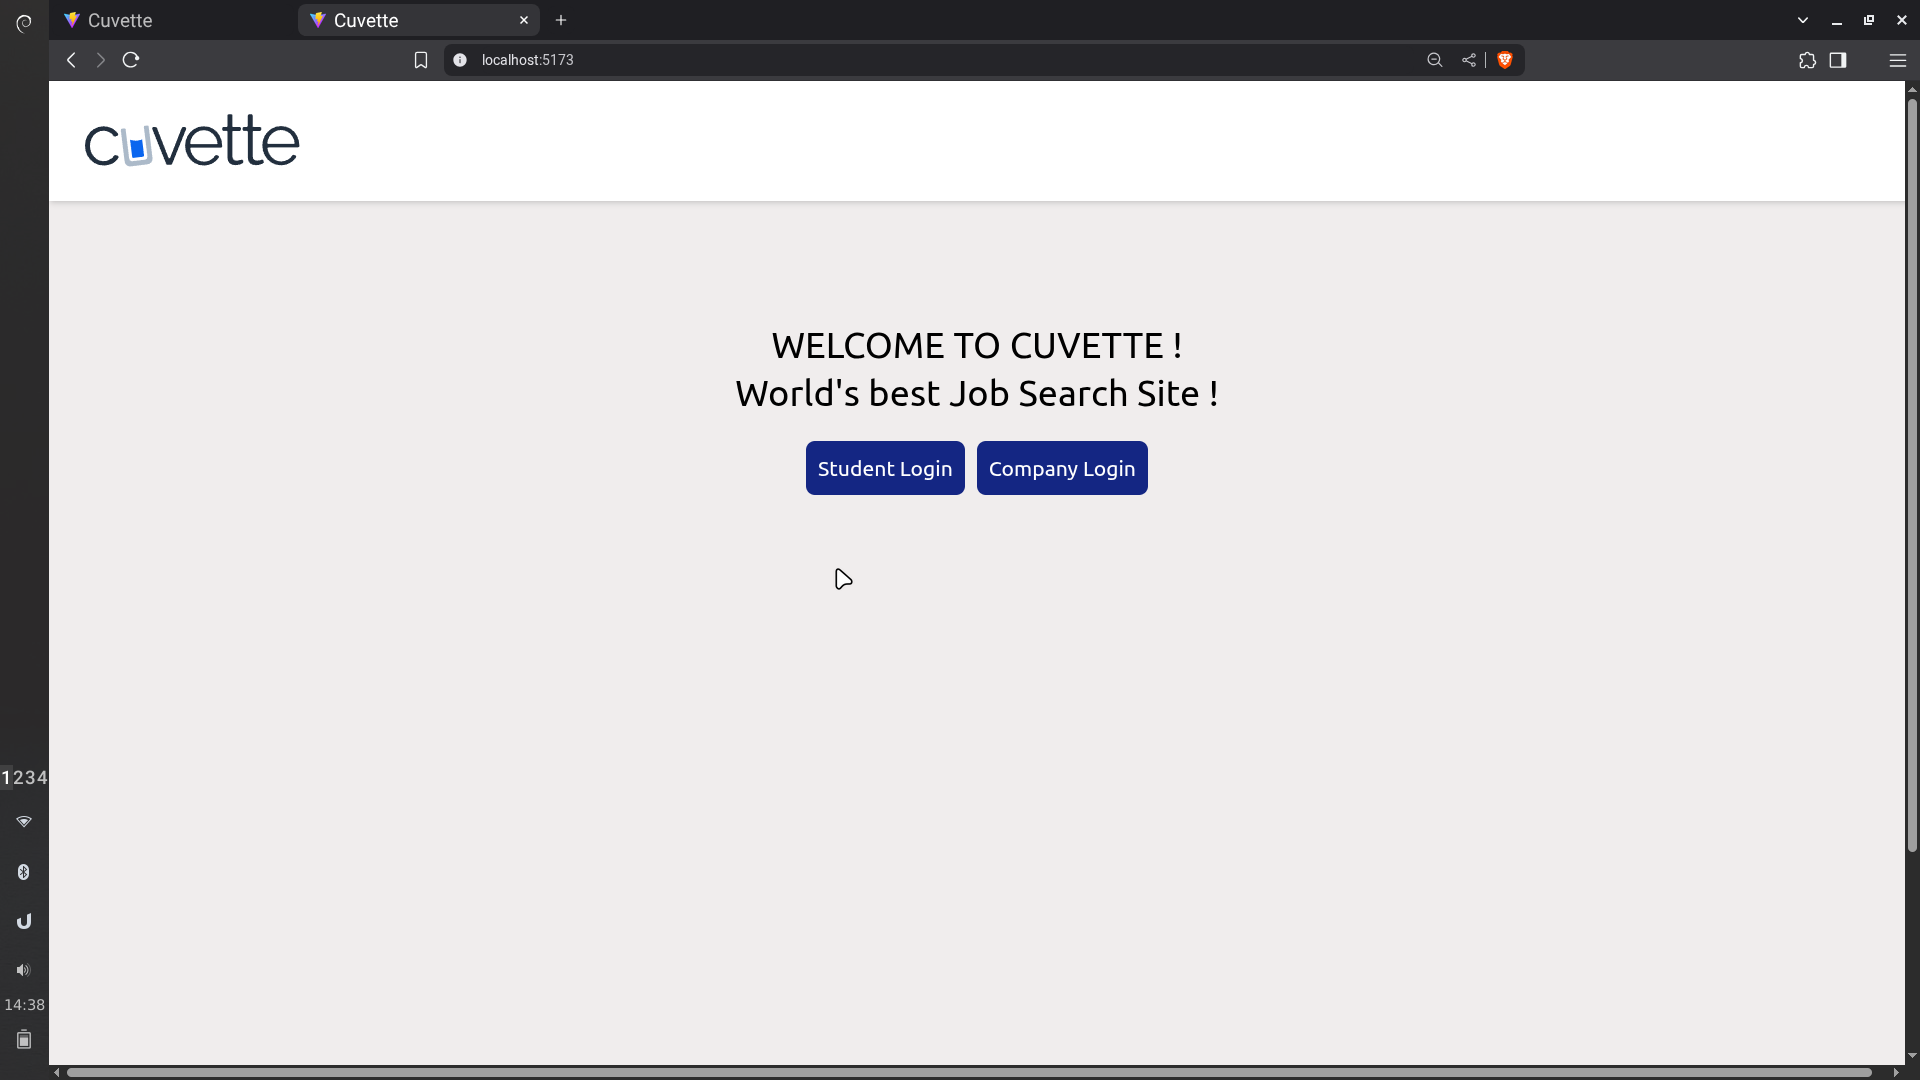 Cuvette
Cuvette
localhost:5173
cuvette
WELCOME TO CUVETTE !
World's best Job Search Site !
Student Login
Company Login
1234
14:38